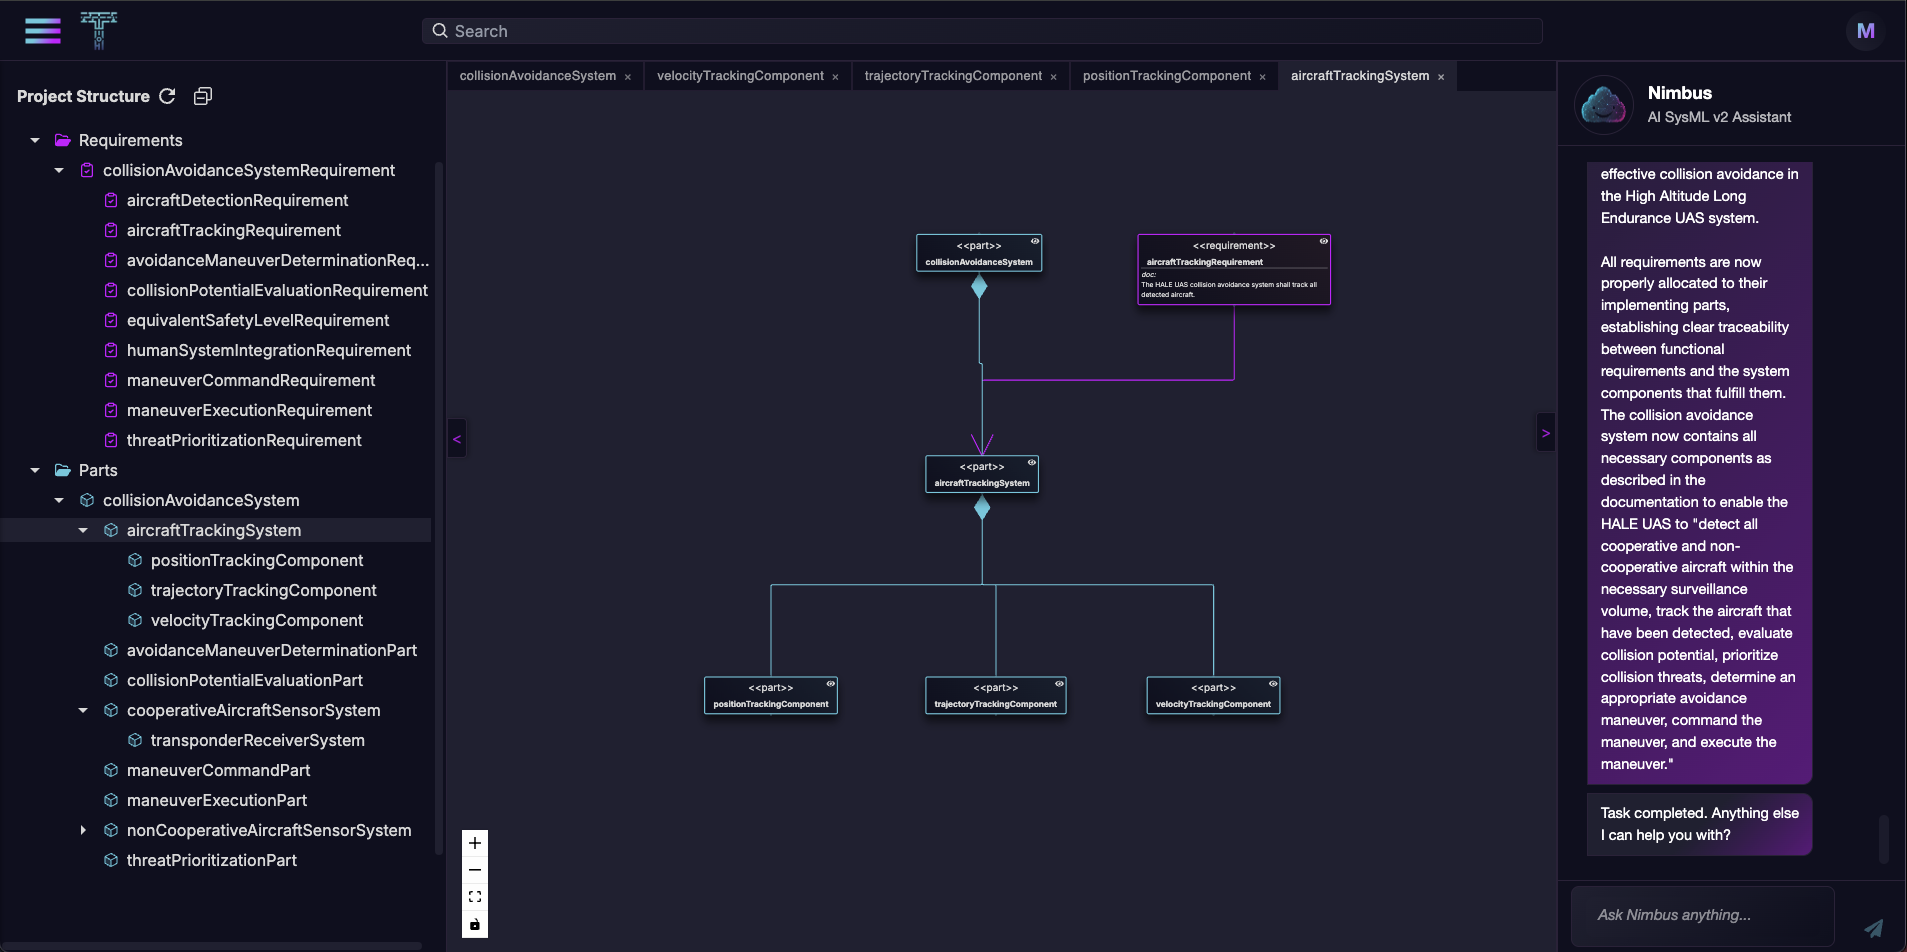 Search
M
Project Structure
Requirements
collisionAvoidanceSystemRequirement
aircraftDetectionRequirement
aircraftTrackingRequirement
avoidanceManeuverDeterminationReq...
collisionPotentialEvaluationRequirement
equivalentSafetyLevelRequirement
humanSystemIntegrationRequirement
maneuverCommandRequirement
maneuverExecutionRequirement
threatPrioritizationRequirement
Parts
collisionAvoidanceSystem
aircraftTrackingSystem
positionTrackingComponent
trajectoryTrackingComponent
velocityTrackingComponent
avoidanceManeuverDeterminationPart
collisionPotentialEvaluationPart
cooperativeAircraftSensorSystem
transponderReceiverSystem
maneuverCommandPart
maneuverExecutionPart
nonCooperativeAircraftSensorSystem
threatPrioritizationPart
collisionAvoidanceSystem × velocityTrackingComponent × trajectoryTrackingComponent × positionTrackingComponent × aircraftTrackingSystem ×
<<part>>
collisionAvoidanceSystem
<<requirement>>
aircraftTrackingRequirement
doc:
The HALE UAS collision avoidance system shall track all
detected aircraft.
<
>
<<part>>
aircraftTrackingSystem
<<part>>
positionTrackingComponent
<<part>>
trajectoryTrackingComponent
<<part>>
velocityTrackingComponent
Nimbus
AI SysML v2 Assistant
effective collision avoidance in
the High Altitude Long
Endurance UAS system.
All requirements are now
properly allocated to their
implementing parts,
establishing clear traceability
between functional
requirements and the system
components that fulfill them.
The collision avoidance
system now contains all
necessary components as
described in the
documentation to enable the
HALE UAS to "detect all
cooperative and non-
cooperative aircraft within the
necessary surveillance
volume, track the aircraft that
have been detected, evaluate
collision potential, prioritize
collision threats, determine an
appropriate avoidance
maneuver, command the
maneuver, and execute the
maneuver."
Task completed. Anything else
I can help you with?
Ask Nimbus anything...